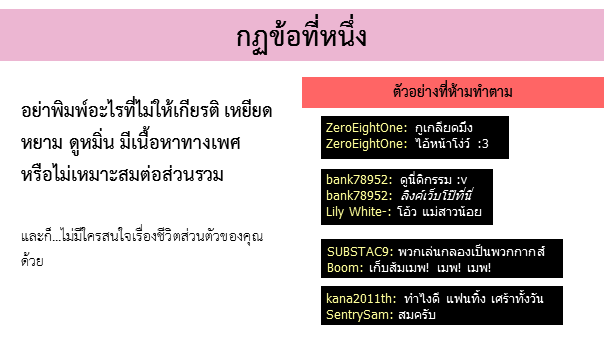 กฏข้อที่หนึ่ง
อย่าพิมพ์อะไรที่ไม่ให้เกียรติ เหยียด
หยาม ดูหมิ่น มีเนื้อหาทางเพศ
หรือไม่เหมาะสมต่อส่วนรวม
และก็...ไม่มีใครสนใจเรื่องชีวิตส่วนตัวของคุณ
ด้วย
ตัวอย่างที่ห้ามทำตาม
ZeroEightOne: กูเกลียดมึง
ZeroEightOne: ไอ้หน้าโง่ว์ :3
bank78952: ดูนี่ดิกรรม :v
bank78952: ลิงค์เว็บโป๊ที่นี่
Lily White-: โอ้ว แม่สาวน้อย
SUBSTAC9: พวกเล่นกลองเป็นพวกกากส์
Boom: เก็บส้มเมพ! เมพ! เมพ!
kana2011th: ทำไงดี แฟนทิ้ง เศร้าทั้งวัน
SentrySam: สมครับ